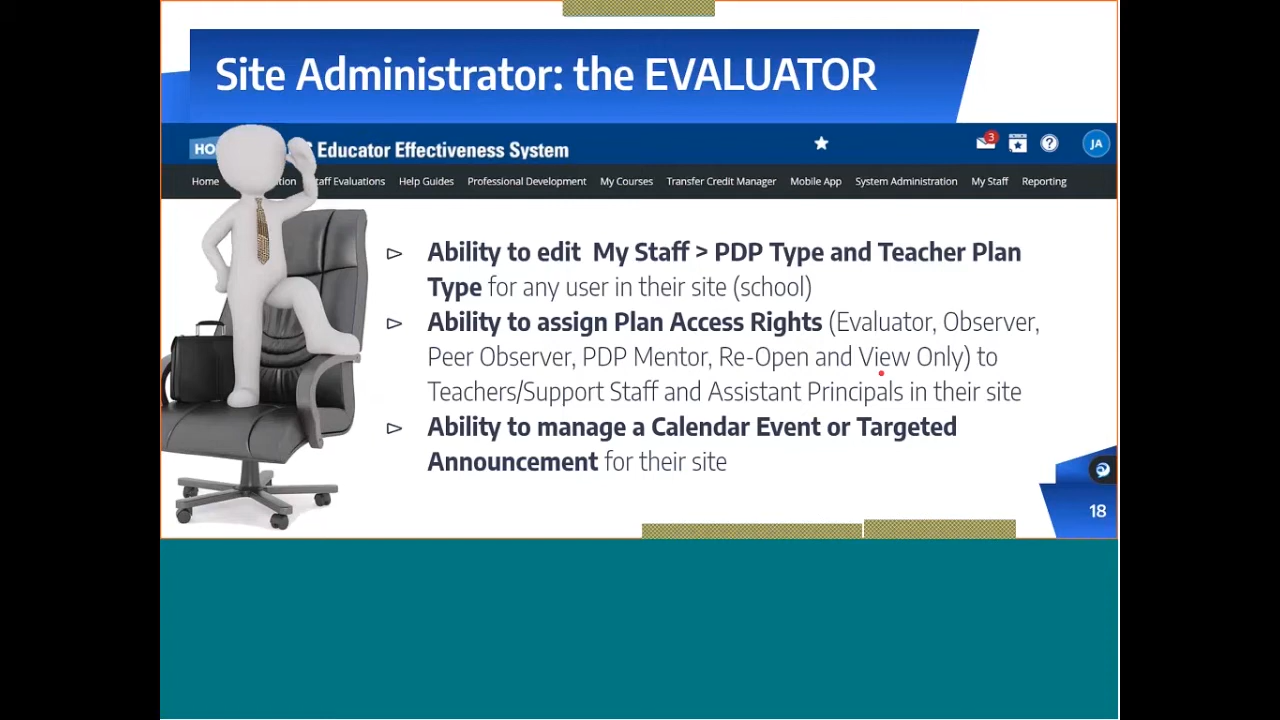 Site Administrator: the EVALUATOR
HO S Educator Effectiveness System
3
JA
Home tion taff Evaluations Help Guides Professional Development My Courses Transfer Credit Manager Mobile App System Administration My Staff Reporting
Ability to edit My Staff > PDP Type and Teacher Plan
Type for any user in their site (school)
Ability to assign Plan Access Rights (Evaluator, Observer,
Peer Observer, PDP Mentor, Re-Open and View Only) to
Teachers/Support Staff and Assistant Principals in their site
Ability to manage a Calendar Event or Targeted
Announcement for their site
18